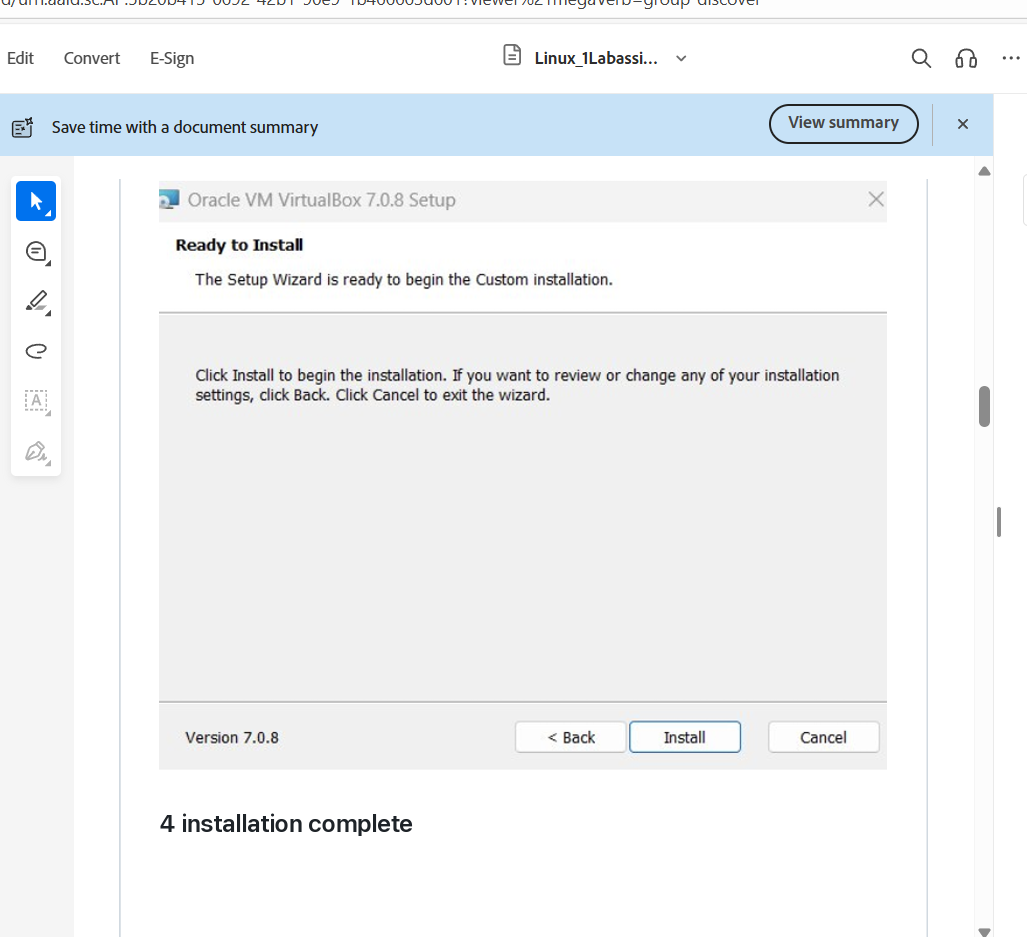 Edit Convert E-Sign Linux_1Labassi...
Save time with a document summary View summary
Oracle VM VirtualBox 7.0.8 Setup
Ready to Install
The Setup Wizard is ready to begin the Custom installation.
Click Install to begin the installation. If you want to review or change any of your installation
settings, click Back. Click Cancel to exit the wizard.
Version 7.0.8 < Back Install Cancel
4 installation complete